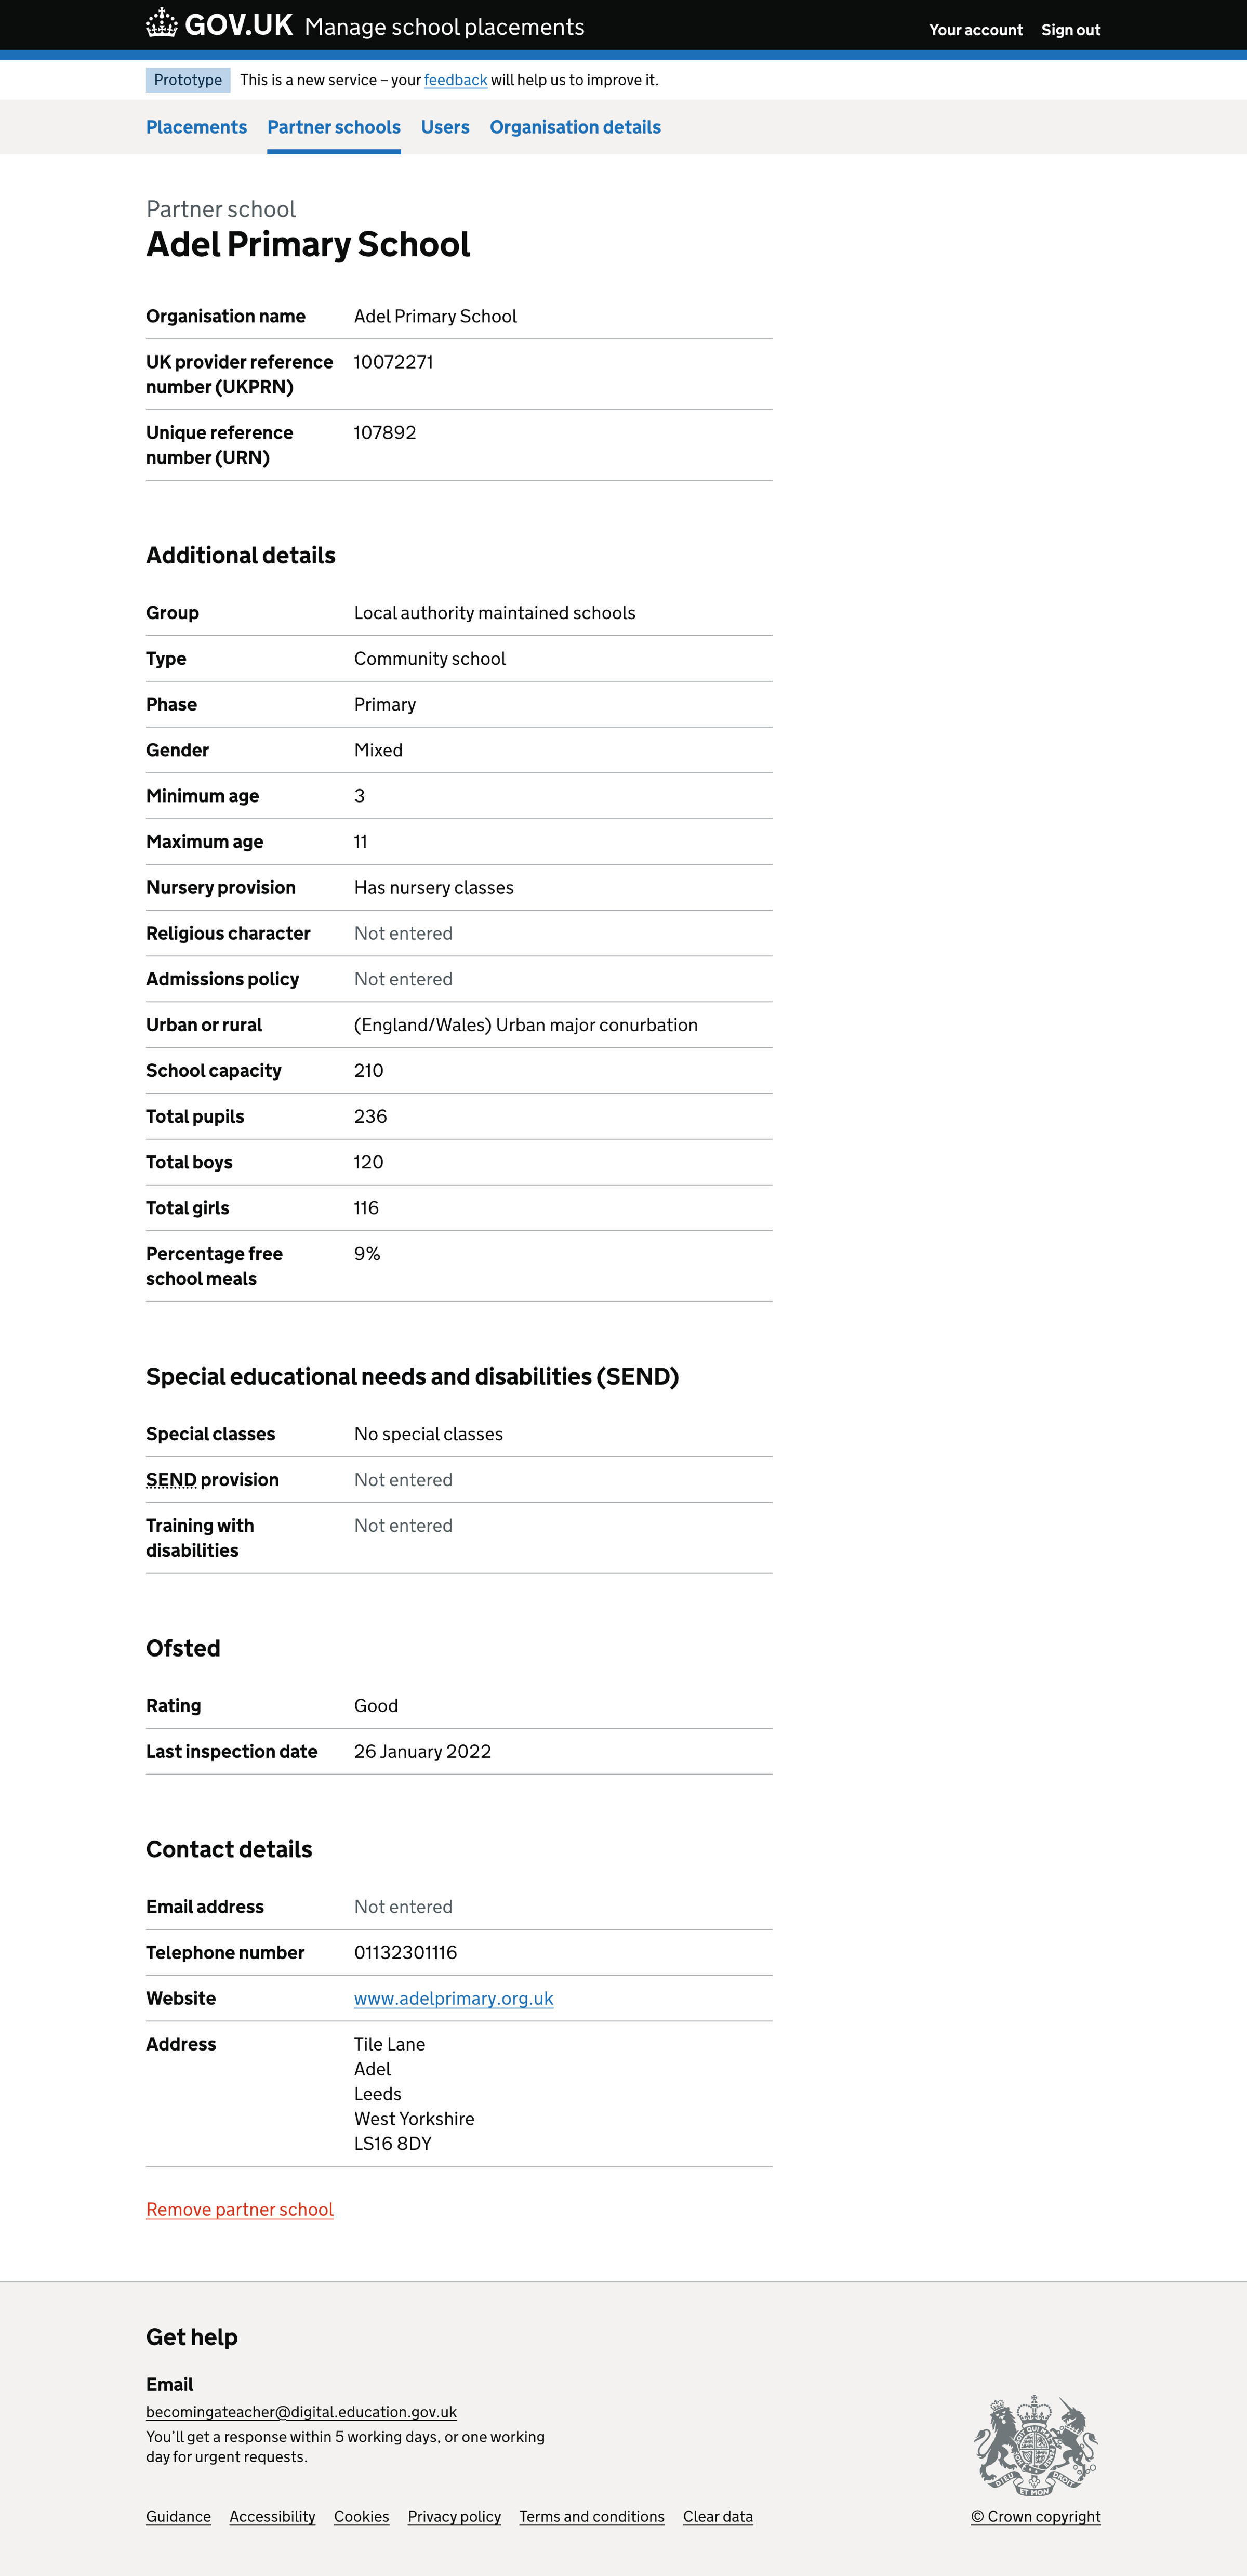 GOV.UK Manage school placements Your account Sign out
Prototype This is a new service – your feedback will help us to improve it.
Placements Partner schools Users Organisation details
Partner school
Adel Primary School
Organisation name Adel Primary School
UK provider reference 10072271
number (UKPRN)
Unique reference 107892
number (URN)
Additional details
Group Local authority maintained schools
Type Community school
Phase Primary
Gender Mixed
Minimum age 3
Maximum age 11
Nursery provision Has nursery classes
Religious character Not entered
Admissions policy Not entered
Urban or rural (England/Wales) Urban major conurbation
School capacity 210
Total pupils 236
Total boys 120
Total girls 116
Percentage free 9%
school meals
Special educational needs and disabilities (SEND)
Special classes No special classes
SEND provision Not entered
Training with Not entered
disabilities
Ofsted
Rating Good
Last inspection date 26 January 2022
Contact details
Email address Not entered
Telephone number 01132301116
Website www.adelprimary.org.uk
Address Tile Lane
Adel
Leeds
West Yorkshire
LS16 8DY
Remove partner school
Get help
Email
becomingateacher@digital.education.gov.uk
You’ll get a response within 5 working days, or one working
day for urgent requests.
DIEU ET MON DROIT
Guidance Accessibility Cookies Privacy policy Terms and conditions Clear data © Crown copyright